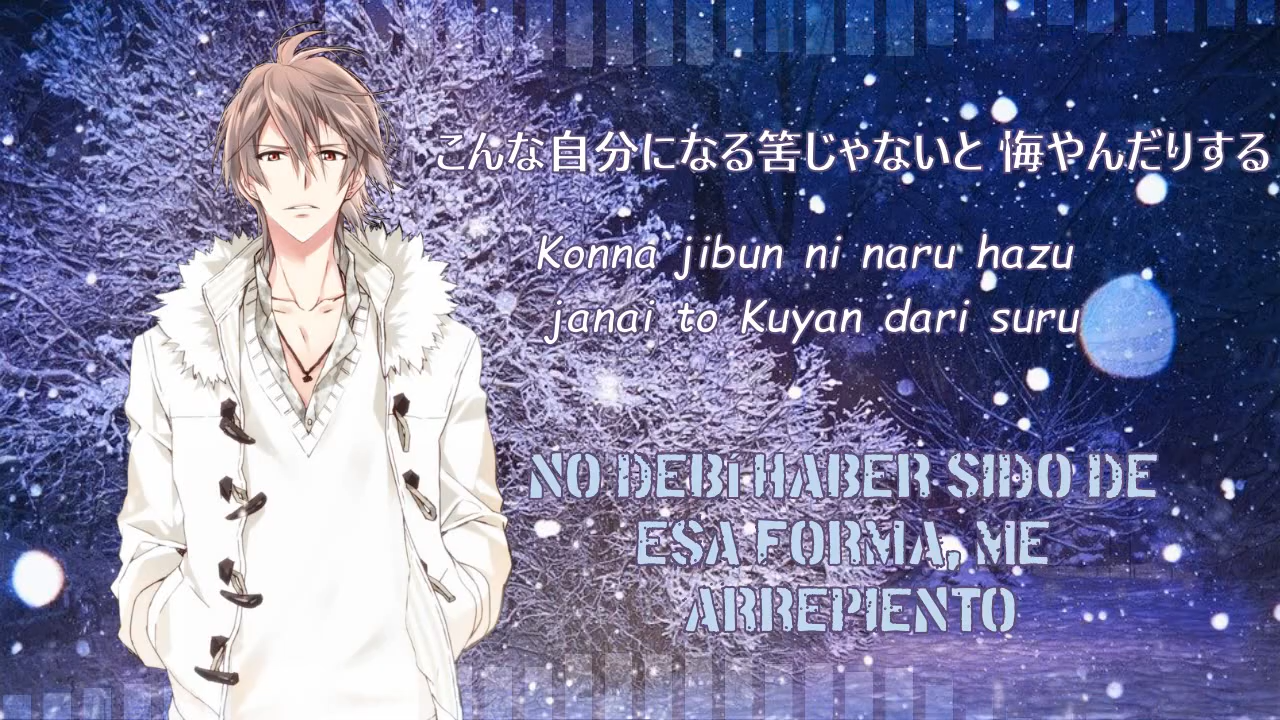 こんな自分になる筈じゃないと 悔やんだりする
Konna jibun ni naru hazu
janai to Kuyan dari suru
NO DEBí HABER SIDO DE
ESA FORMA, ME
ARREPIENTO